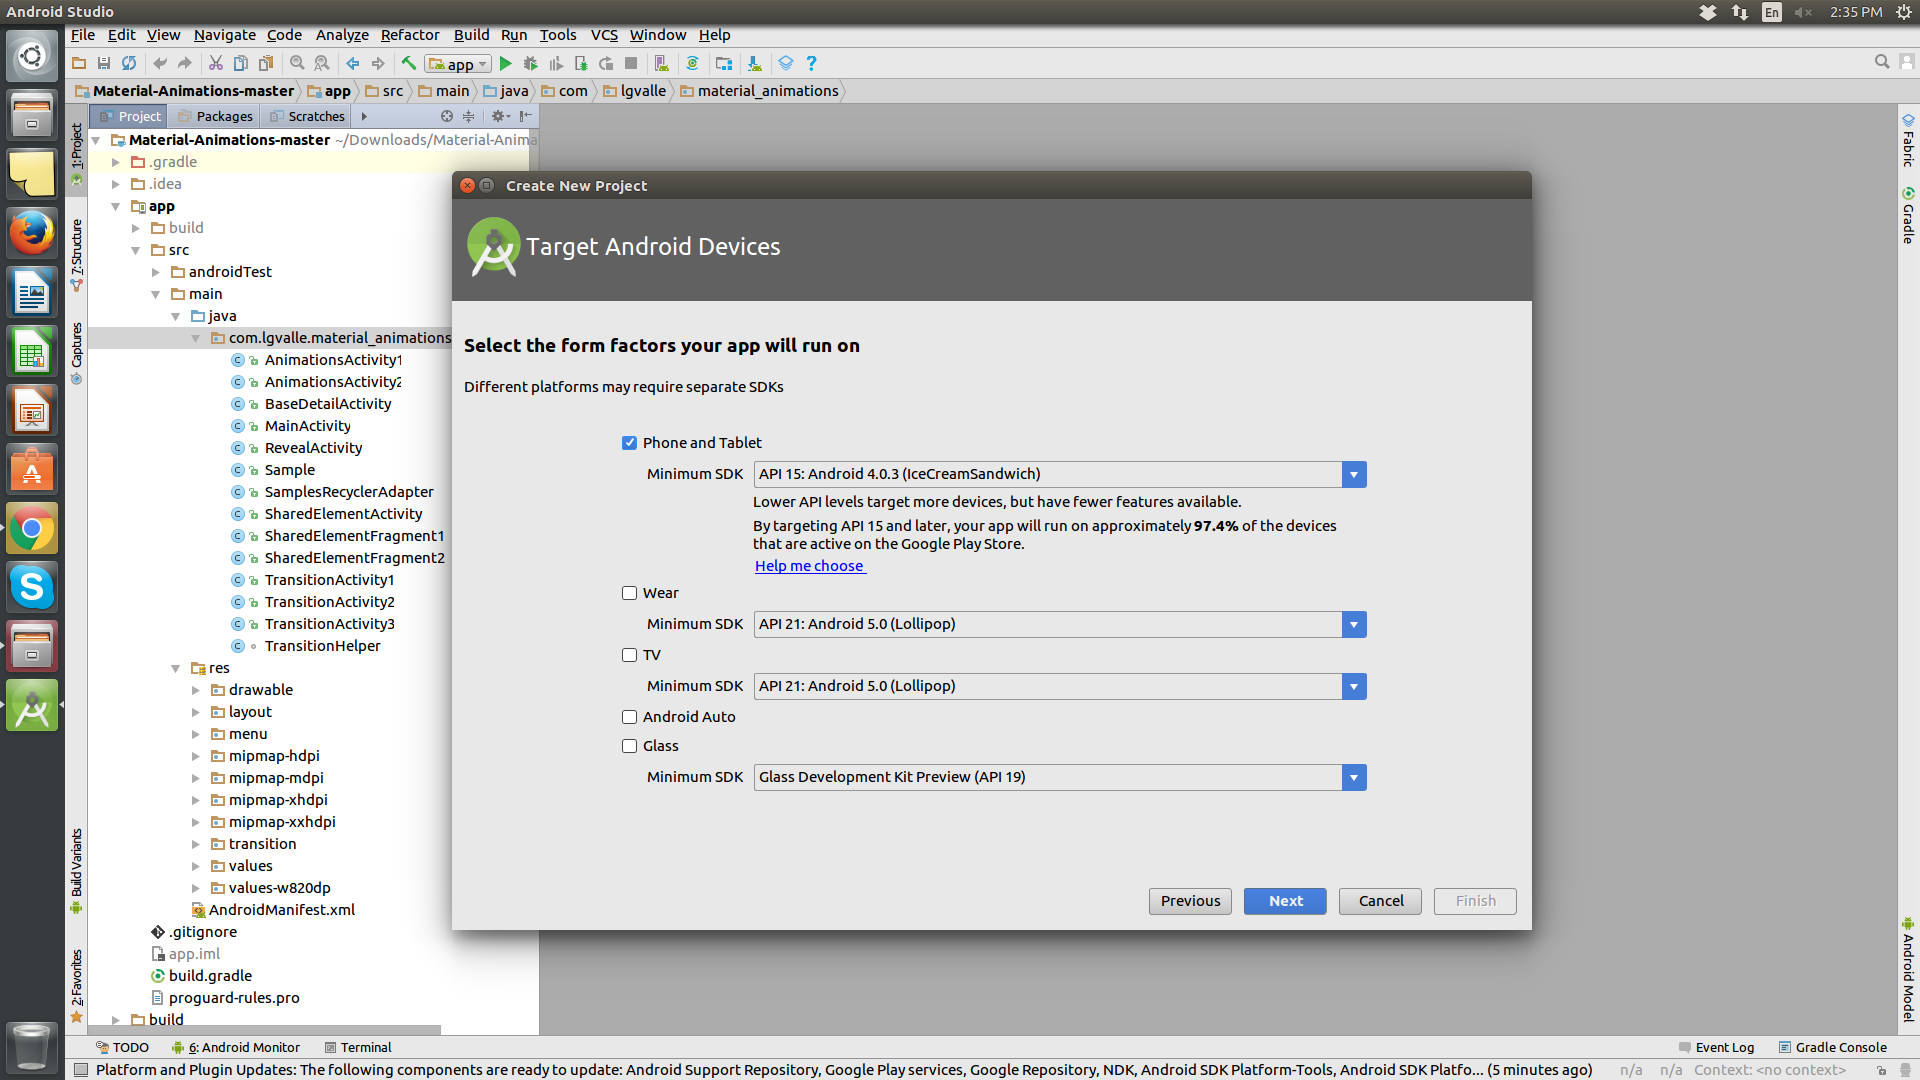 Android Studio
En
2:35 PM
File Edit View Navigate Code Analyze Refactor Build Run Tools VCS Window Help
app
Material-Animations-master app src main java com lgvalle material_animations
Project Packages Scratches
1: Project
7: Structure
Captures
Build Variants
2: Favorites
Material-Animations-master ~/Downloads/Material-Anima
.gradle
.idea
app
build
src
androidTest
main
java
com.lgvalle.material_animations
AnimationsActivity1
AnimationsActivity2
BaseDetailActivity
MainActivity
RevealActivity
Sample
SamplesRecyclerAdapter
SharedElementActivity
SharedElementFragment1
SharedElementFragment2
TransitionActivity1
TransitionActivity2
TransitionActivity3
TransitionHelper
res
drawable
layout
menu
mipmap-hdpi
mipmap-mdpi
mipmap-xhdpi
mipmap-xxhdpi
transition
values
values-w820dp
AndroidManifest.xml
.gitignore
app.iml
build.gradle
proguard-rules.pro
build
Create New Project
Target Android Devices
Select the form factors your app will run on
Different platforms may require separate SDKs
Phone and Tablet
Minimum SDK API 15: Android 4.0.3 (IceCreamSandwich)
Lower API levels target more devices, but have fewer features available.
By targeting API 15 and later, your app will run on approximately 97.4% of the devices
that are active on the Google Play Store.
Help me choose
Wear
Minimum SDK API 21: Android 5.0 (Lollipop)
TV
Minimum SDK API 21: Android 5.0 (Lollipop)
Android Auto
Glass
Minimum SDK Glass Development Kit Preview (API 19)
Previous Next Cancel Finish
Fabric
Gradle
Android Model
TODO 6: Android Monitor Terminal Event Log Gradle Console
Platform and Plugin Updates: The following components are ready to update: Android Support Repository, Google Play services, Google Repository, NDK, Android SDK Platform-Tools, Android SDK Platfo... (5 minutes ago) n/a n/a Context: <no context>